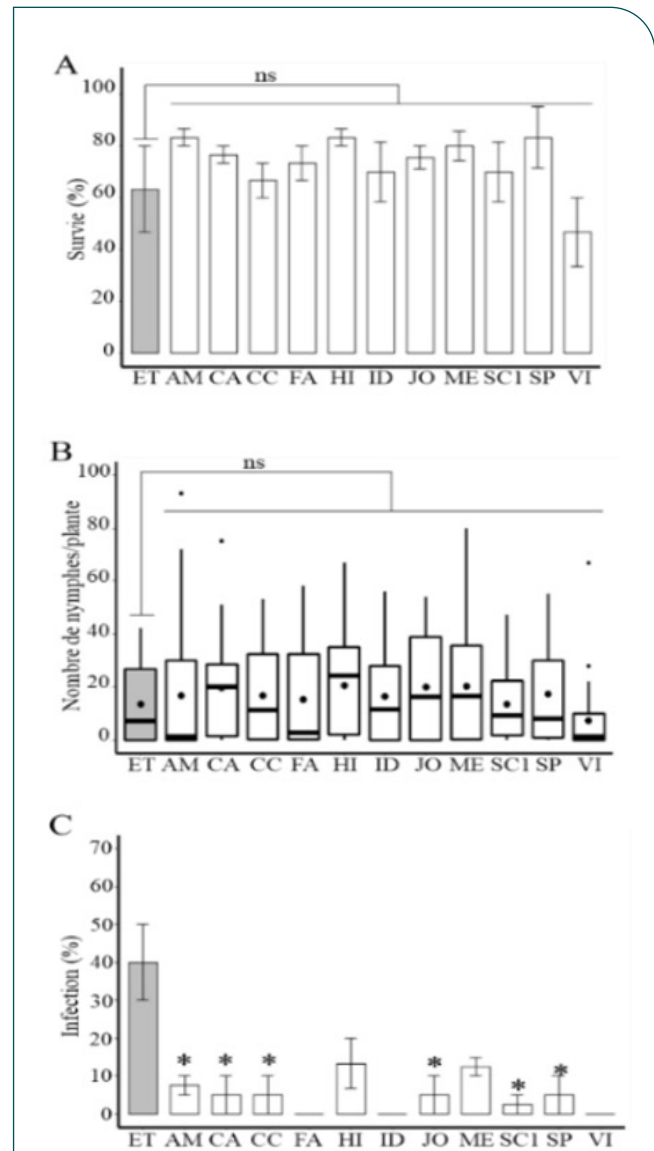 A
ns
100
80
60
40
20
0
Survie (%)
ET AM CA CC FA HI ID JO ME SC1 SP VI
B
ns
100
80
60
40
20
0
Nombre de nymphes/plante
ET AM CA CC FA HI ID JO ME SC1 SP VI
C
70
60
50
40
30
20
10
0
Infection (%)
* * * * * *
ET AM CA CC FA HI ID JO ME SC1 SP VI